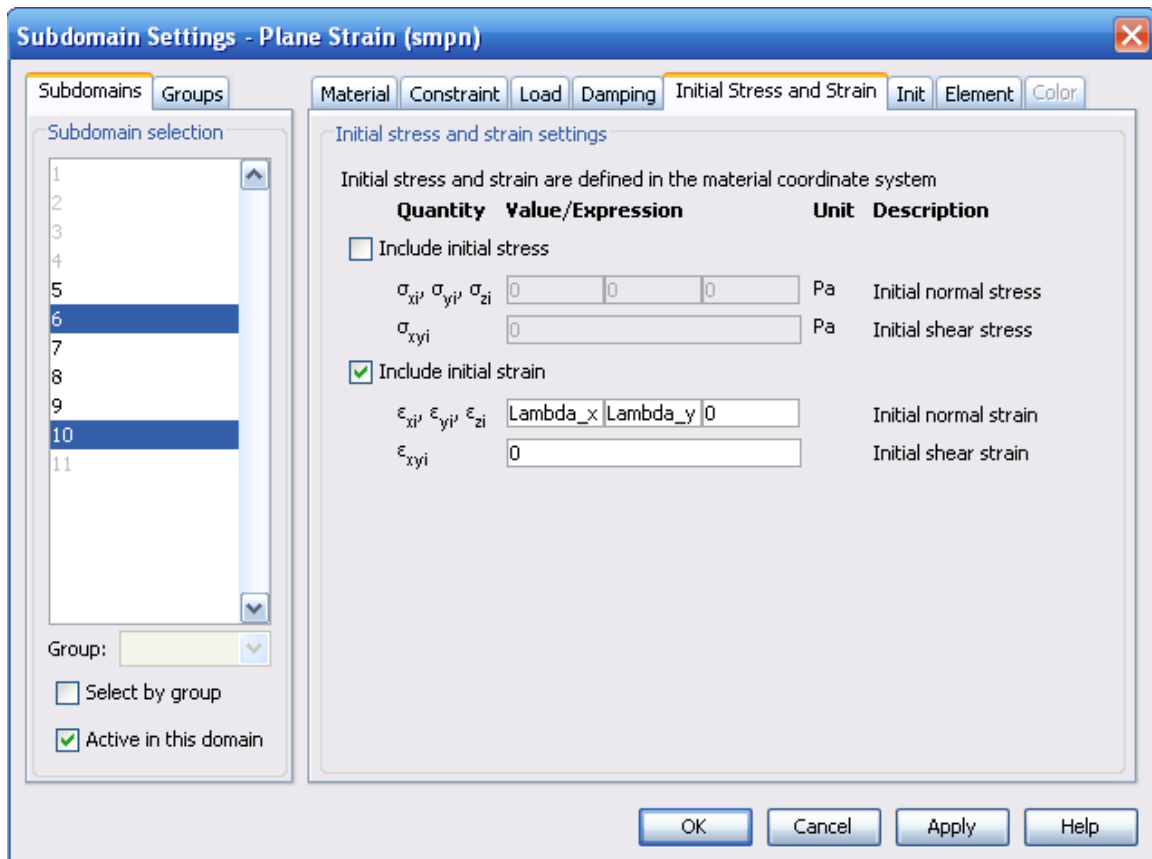 Subdomain Settings - Plane Strain (smpn)
Subdomains Groups
Material Constraint Load Damping Initial Stress and Strain Init Element Color
Subdomain selection
1
2
3
4
5
6
7
8
9
10
11
Group:
Select by group
Active in this domain
Initial stress and strain settings
Initial stress and strain are defined in the material coordinate system
Quantity Value/Expression Unit Description
Include initial stress
σxi, σyi, σzi 0 0 0 Pa Initial normal stress
σxyi 0 Pa Initial shear stress
Include initial strain
εxi, εyi, εzi Lambda_x Lambda_y 0 Initial normal strain
εxyi 0 Initial shear strain
OK Cancel Apply Help